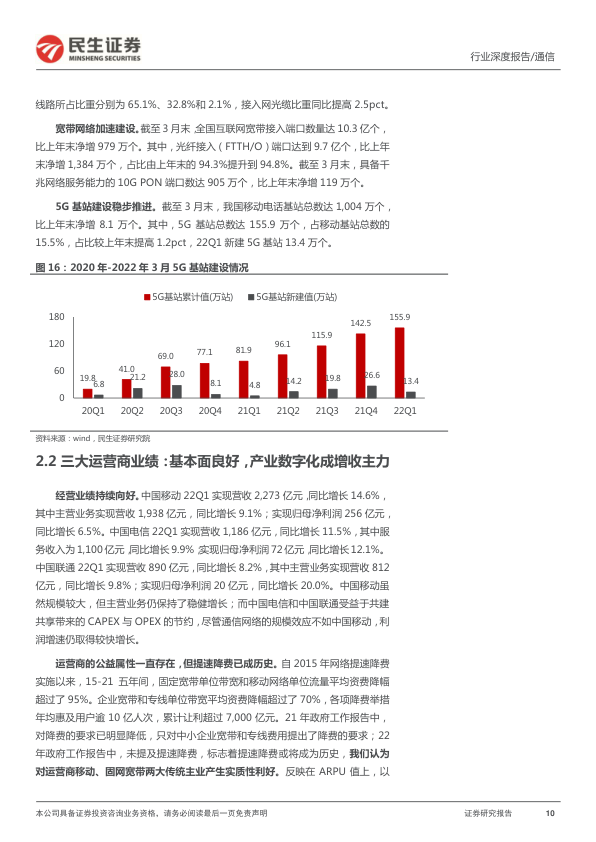 民生证券
MINSHENG SECURITIES
行业深度报告/通信
线路所占比重分别为 65.1%、32.8%和 2.1%，接入网光缆比重同比提高 2.5pct。
宽带网络加速建设。截至 3 月末，全国互联网宽带接入端口数量达 10.3 亿个，
比上年末净增 979 万个。其中，光纤接入（FTTH/O）端口达到 9.7 亿个，比上年
末净增 1,384 万个，占比由上年末的 94.3%提升到 94.8%。截至 3 月末，具备千
兆网络服务能力的 10G PON 端口数达 905 万个，比上年末净增 119 万个。
5G 基站建设稳步推进。截至 3 月末，我国移动电话基站总数达 1,004 万个，
比上年末净增 8.1 万个。其中，5G 基站总数达 155.9 万个，占移动基站总数的
15.5%，占比较上年末提高 1.2pct，22Q1 新建 5G 基站 13.4 万个。
图 16：2020 年-2022 年 3 月 5G 基站建设情况
5G基站累计值(万站) 5G基站新建值(万站)
180
120
60
0
19.8 41.0 69.0 77.1 81.9 96.1 115.9 142.5 155.9
6.8 21.2 28.0 8.1 4.8 14.2 19.8 26.6 13.4
20Q1 20Q2 20Q3 20Q4 21Q1 21Q2 21Q3 21Q4 22Q1
资料来源：wind，民生证券研究院
2.2 三大运营商业绩：基本面良好，产业数字化成增收主力
经营业绩持续向好。中国移动 22Q1 实现营收 2,273 亿元，同比增长 14.6%，
其中主营业务实现营收 1,938 亿元，同比增长 9.1%；实现归母净利润 256 亿元，
同比增长 6.5%。中国电信 22Q1 实现营收 1,186 亿元，同比增长 11.5%，其中服
务收入为 1,100 亿元，同比增长 9.9%，实现归母净利润 72 亿元，同比增长 12.1%。
中国联通 22Q1 实现营收 890 亿元，同比增长 8.2%，其中主营业务实现营收 812
亿元，同比增长 9.8%；实现归母净利润 20 亿元，同比增长 20.0%。中国移动虽
然规模较大，但主营业务仍保持了稳健增长；而中国电信和中国联通受益于共建
共享带来的 CAPEX 与 OPEX 的节约，尽管通信网络的规模效应不如中国移动，利
润增速仍取得较快增长。
运营商的公益属性一直存在，但提速降费已成历史。自 2015 年网络提速降费
实施以来，15-21 五年间，固定宽带单位带宽和移动网络单位流量平均资费降幅
超过了 95%。企业宽带和专线单位带宽平均资费降幅超过了 70%，各项降费举措
年均惠及用户逾 10 亿人次，累计让利超过 7,000 亿元。21 年政府工作报告中，
对降费的要求已明显降低，只对中小企业宽带和专线费用提出了降费的要求；22
年政府工作报告中，未提及提速降费，标志着提速降费或将成为历史，我们认为
对运营商移动、固网宽带两大传统主业产生实质性利好。反映在 ARPU 值上，以
本公司具备证券投资咨询业务资格，请务必阅读最后一页免责声明
证券研究报告
10